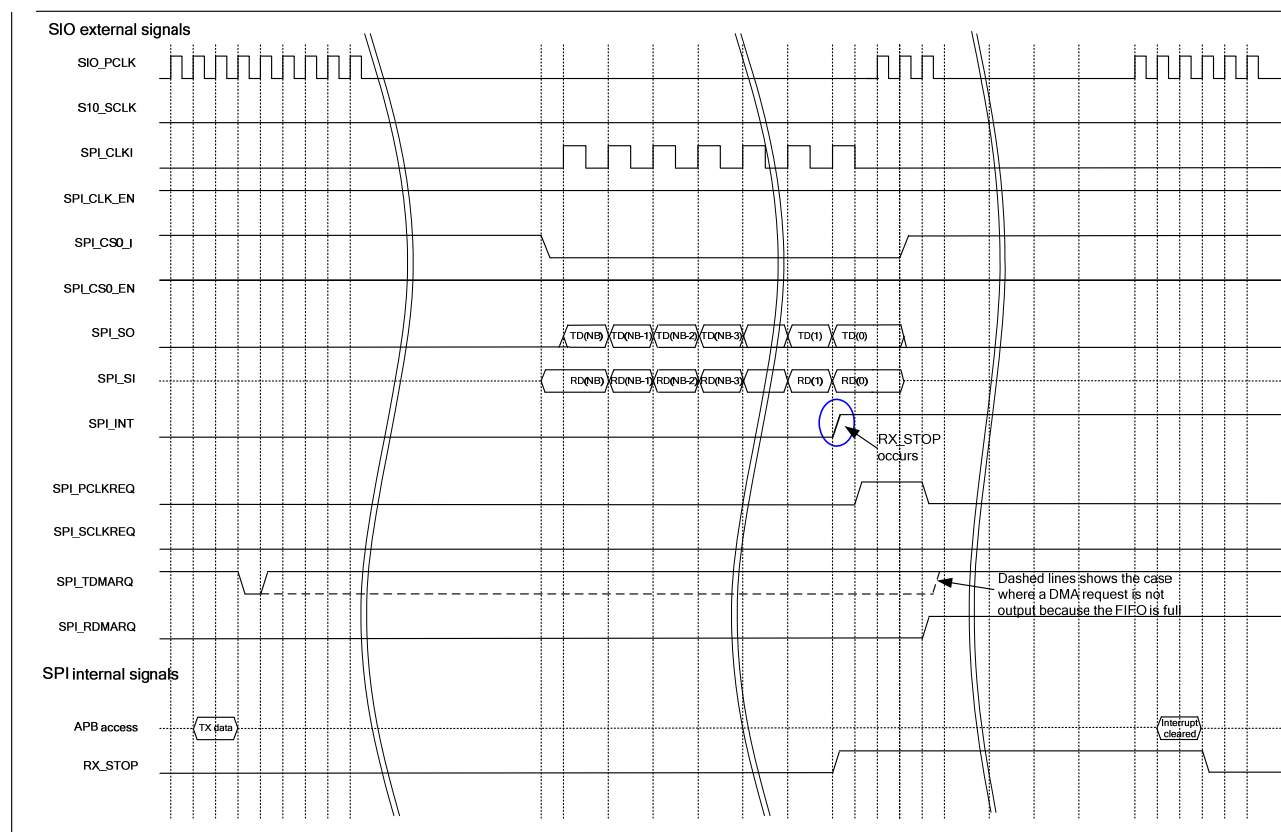 SIO external signals
SIO_PCLK
S10_SCLK
SPI_CLKI
SPI_CLK_EN
SPI_CS0_I
SPI_CS0_EN
SPI_SO
TD(NB) TD(NB-1) TD(NB-2) TD(NB-3) TD(1) TD(0)
SPI_SI
RD(NB) RD(NB-1) RD(NB-2) RD(NB-3) RD(1) RD(0)
SPI_INT
RX_STOP
occurs
SPI_PCLKREQ
SPI_SCLKREQ
SPI_TDMARQ
Dashed lines shows the case
where a DMA request is not
output because the FIFO is full
SPI_RDMARQ
SPI internal signals
APB access
TX data
Interrupt
cleared
RX_STOP